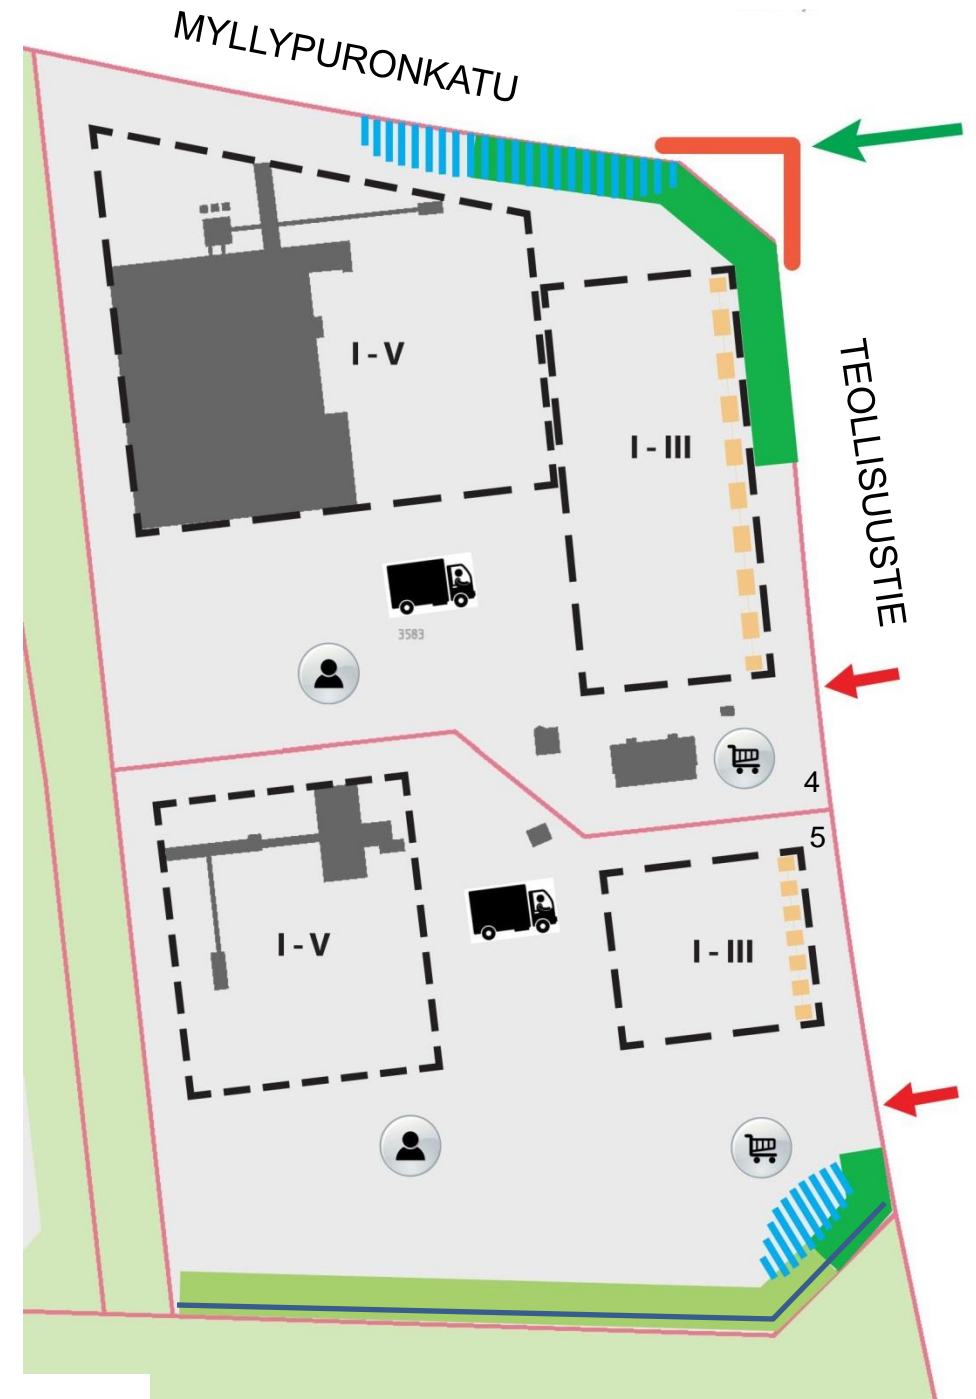 MYLLYPURONKATU
I - V
I - III
TEOLLISUUSTIE
3583
4
5
I - V
I - III